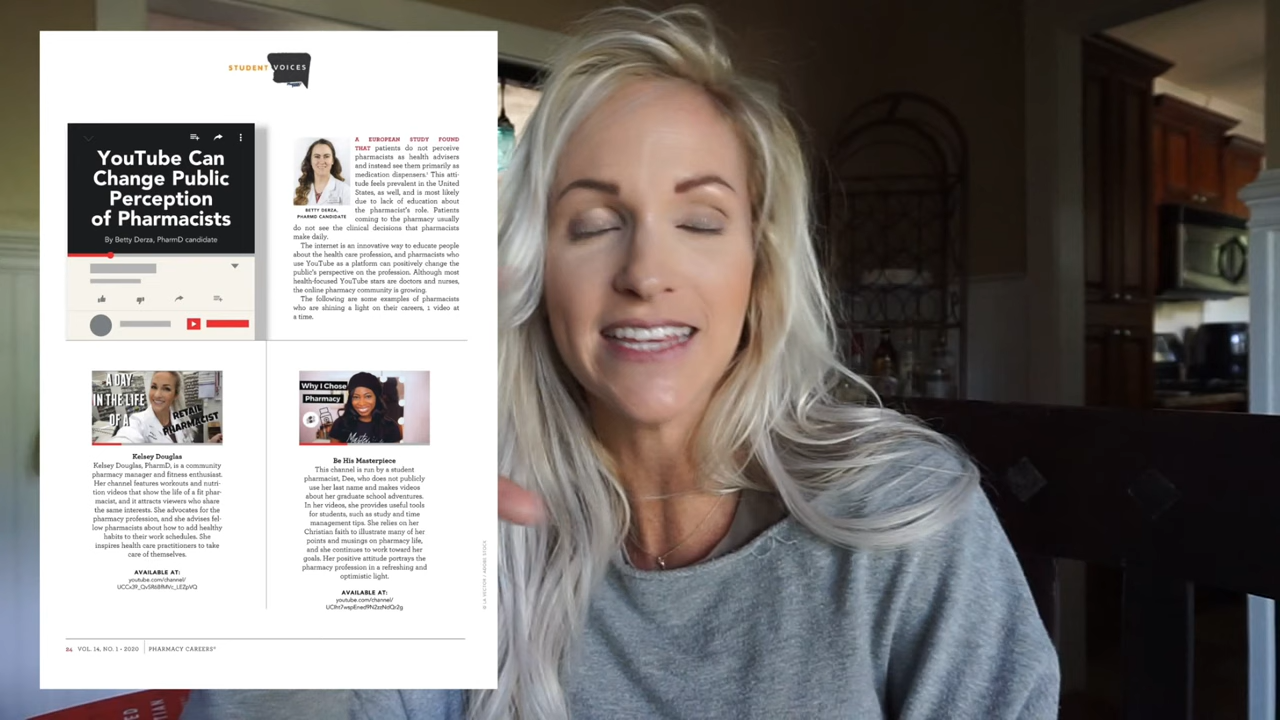 STUDENT VOICES
YouTube Can
Change Public
Perception
of Pharmacists
By Betty Derza, PharmD candidate
BETTY DERZA,
PHARMD CANDIDATE
A EUROPEAN STUDY FOUND
THAT patients do not perceive
pharmacists as health advisers
and instead see them primarily as
medication dispensers.¹ This atti-
tude feels prevalent in the United
States, as well, and is most likely
due to lack of education about
the pharmacist's role. Patients
coming to the pharmacy usually
do not see the clinical decisions that pharmacists
make daily.
The internet is an innovative way to educate people
about the health care profession, and pharmacists who
use YouTube as a platform can positively change the
public's perspective on the profession. Although most
health-focused YouTube stars are doctors and nurses,
the online pharmacy community is growing.
The following are some examples of pharmacists
who are shining a light on their careers, 1 video at
a time.
A DAY
IN THE LIFE
OF A
RETAIL
PHARMACIST
Kelsey Douglas
Kelsey Douglas, PharmD, is a community
pharmacy manager and fitness enthusiast.
Her channel features workouts and nutri-
tion videos that show the life of a fit phar-
macist, and it attracts viewers who share
the same interests. She advocates for the
pharmacy profession, and she advises fel-
low pharmacists about how to add healthy
habits to their work schedules. She
inspires health care practitioners to take
care of themselves.
AVAILABLE AT:
youtube.com/channel/
Why I Chose
Pharmacy
Be His Masterpiece
This channel is run by a student
pharmacist, Dee, who does not publicly
use her last name and makes videos
about her graduate school adventures.
In her videos, she provides useful tools
for students, such as study and time
management tips. She relies on her
Christian faith to illustrate many of her
points and musings on pharmacy life,
and she continues to work toward her
goals. Her positive attitude portrays the
pharmacy profession in a refreshing and
optimistic light.
AVAILABLE AT:
youtube.com/channel/
84 VOL. 14, NO. 1 • 2020 PHARMACY CAREERS®